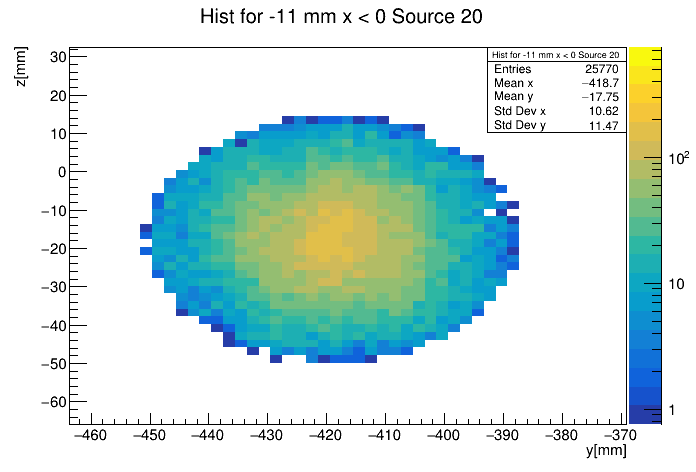 Hist for -11 mm x < 0 Source 20
z[mm]
Hist for -11 mm x < 0 Source 20
Entries 25770
Mean x −418.7
Mean y −17.75
Std Dev x 10.62
Std Dev y 11.47
30
20
10
0
−10
−20
−30
−40
−50
−60
10²
10
1
−460 −450 −440 −430 −420 −410 −400 −390 −380 −370
y[mm]